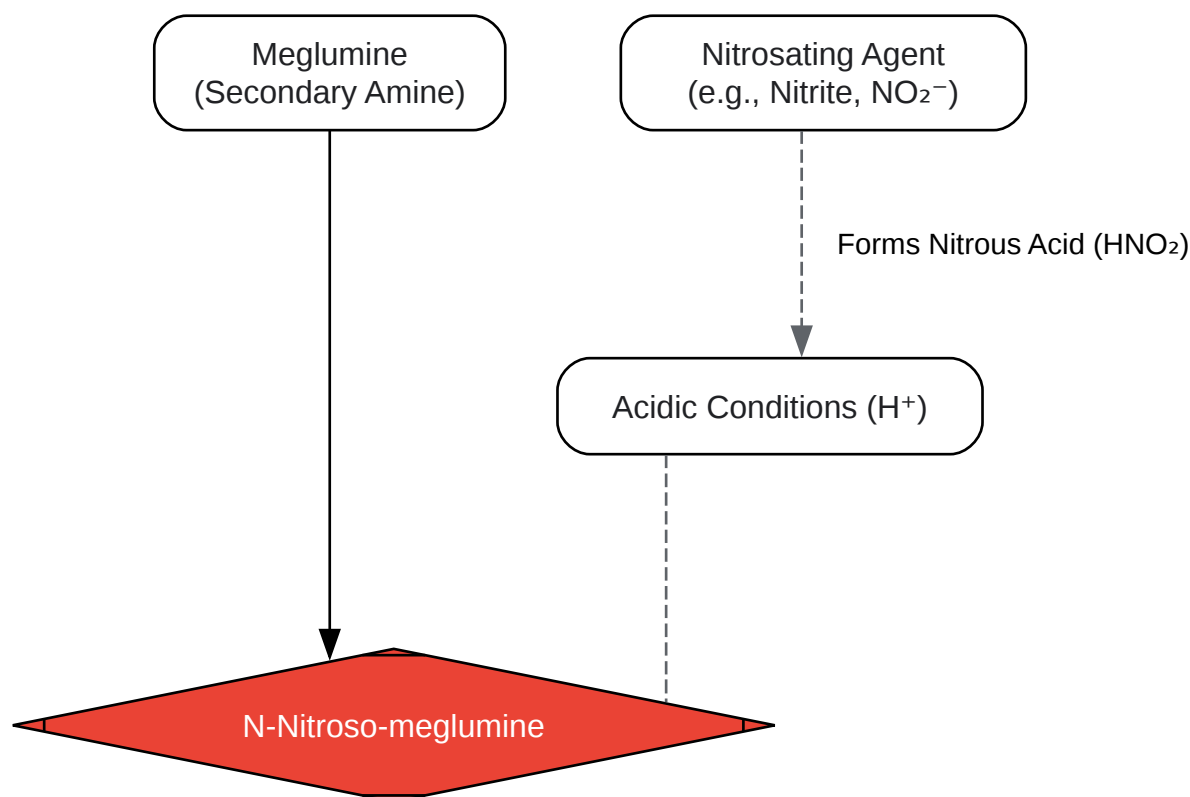 Meglumine
(Secondary Amine)
Nitrosating Agent
(e.g., Nitrite, NO₂⁻)
Forms Nitrous Acid (HNO₂)
Acidic Conditions (H⁺)
N-Nitroso-meglumine